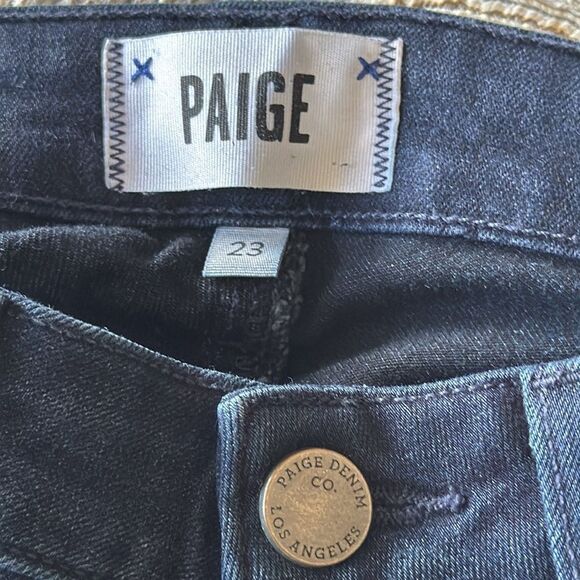 PAIGE
23
PAIGE DENIM
CO.
LOS ANGELES